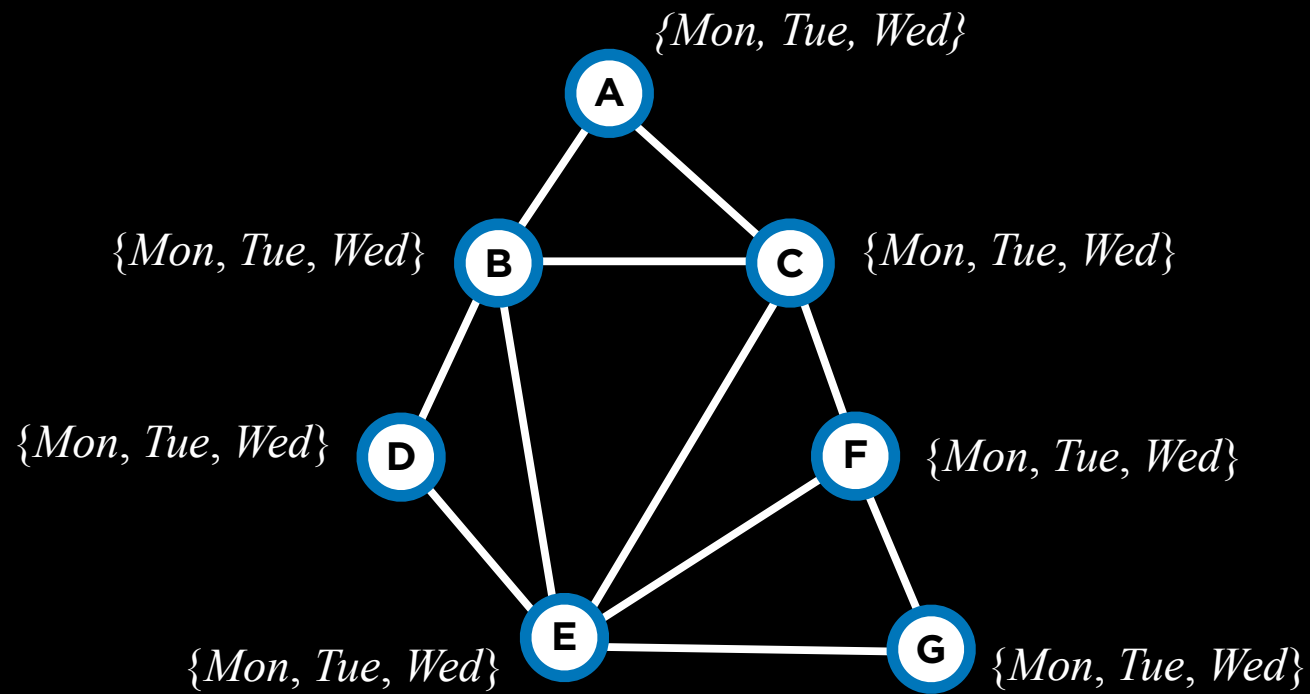 {Mon, Tue, Wed}
A
{Mon, Tue, Wed}
B
C
{Mon, Tue, Wed}
{Mon, Tue, Wed}
D
F
{Mon, Tue, Wed}
E
{Mon, Tue, Wed}
G
{Mon, Tue, Wed}